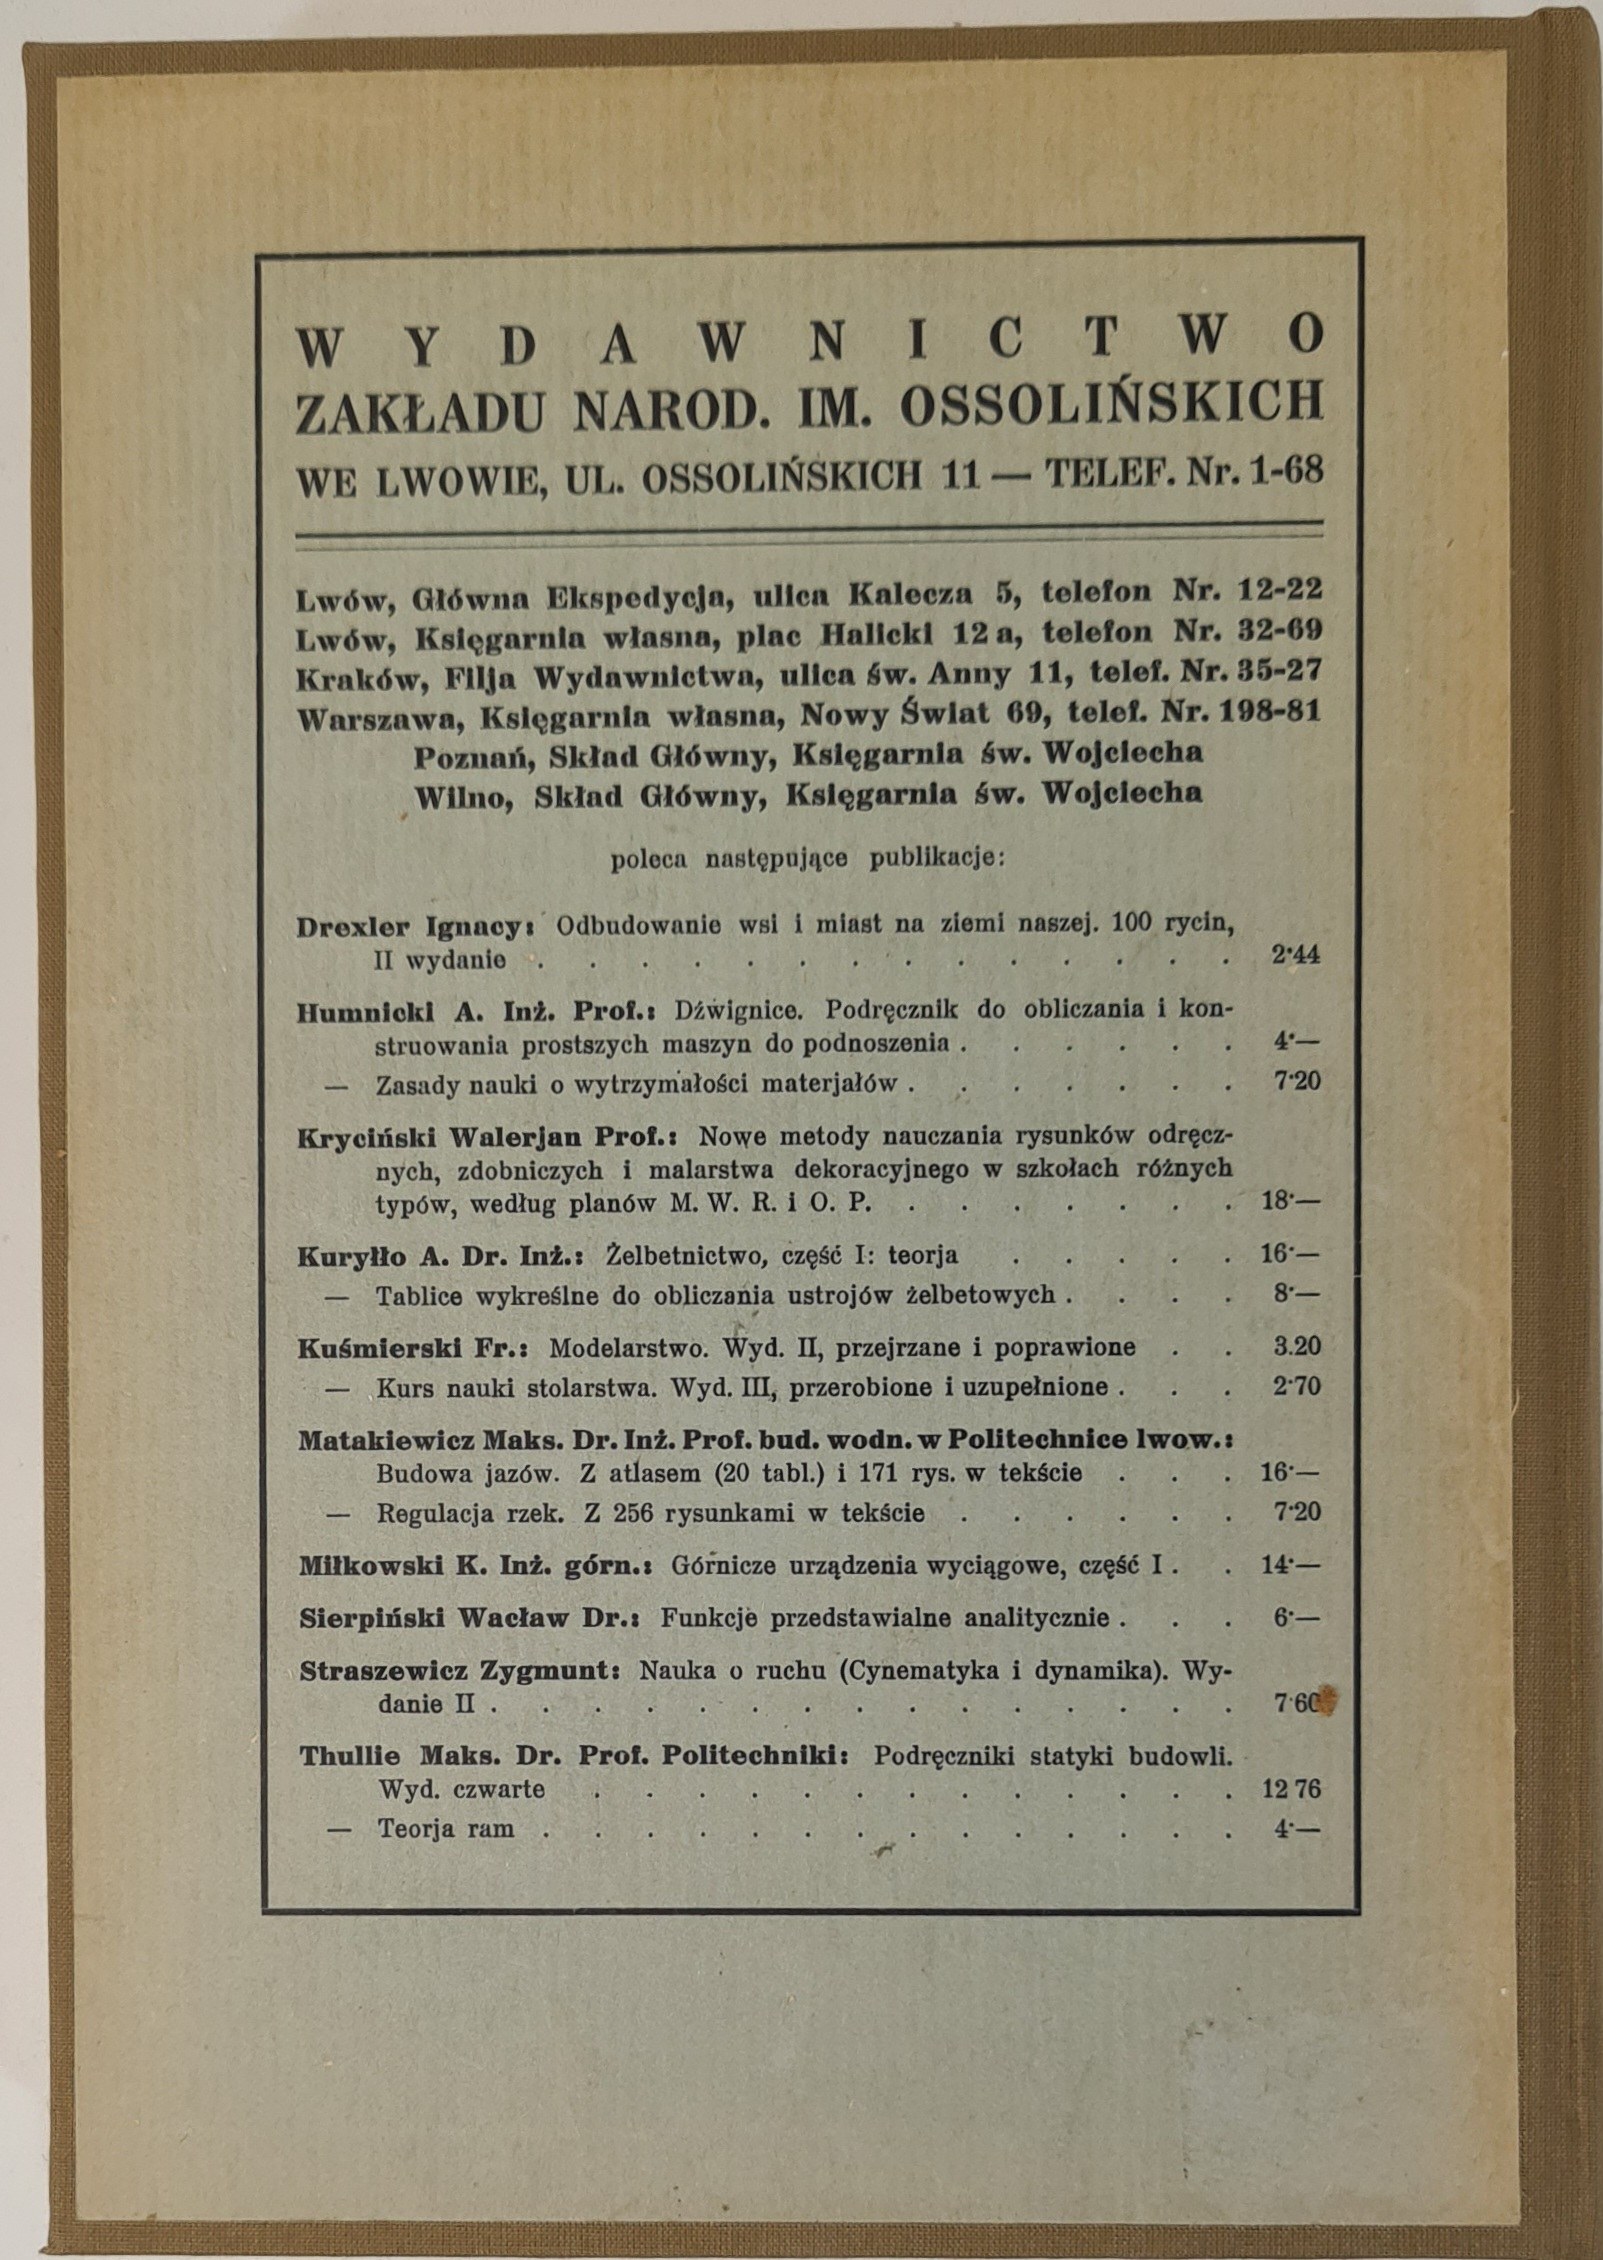 WYDAWNICTWO
ZAKŁADU NAROD. IM. OSSOLIŃSKICH
WE LWOWIE, UL. OSSOLIŃSKICH 11 — TELEF. Nr. 1-68
Lwów, Główna Ekspedycja, ulica Kalecza 5, telefon Nr. 12-22
Lwów, Księgarnia własna, plac Halicki 12 a, telefon Nr. 32-69
Kraków, Filja Wydawnictwa, ulica św. Anny 11, telef. Nr. 35-27
Warszawa, Księgarnia własna, Nowy Świat 69, telef. Nr. 198-81
Poznań, Skład Główny, Księgarnia św. Wojciecha
Wilno, Skład Główny, Księgarnia św. Wojciecha
poleca następujące publikacje:
Drexler Ignacy: Odbudowanie wsi i miast na ziemi naszej. 100 rycin,
II wydanie . . . . . . . . . . . . . . 2·44
Humnicki A. Inż. Prof.: Dźwignice. Podręcznik do obliczania i kon-
struowania prostszych maszyn do podnoszenia . . . . . . 4·—
— Zasady nauki o wytrzymałości materjałów . . . . . . . 7·20
Kryciński Walerjan Prof.: Nowe metody nauczania rysunków odręcz-
nych, zdobniczych i malarstwa dekoracyjnego w szkołach różnych
typów, według planów M. W. R. i O. P. . . . . . . . 18·—
Kuryłło A. Dr. Inż.: Żelbetnictwo, część I: teorja . . . . . 16·—
— Tablice wykreślne do obliczania ustrojów żelbetowych . . . . 8·—
Kuśmierski Fr.: Modelarstwo. Wyd. II, przejrzane i poprawione . . 3.20
— Kurs nauki stolarstwa. Wyd. III, przerobione i uzupełnione . . . 2·70
Matakiewicz Maks. Dr. Inż. Prof. bud. wodn. w Politechnice lwow.:
Budowa jazów. Z atlasem (20 tabl.) i 171 rys. w tekście . . . 16·—
— Regulacja rzek. Z 256 rysunkami w tekście . . . . . . 7·20
Miłkowski K. Inż. górn.: Górnicze urządzenia wyciągowe, część I . . 14·—
Sierpiński Wacław Dr.: Funkcje przedstawialne analitycznie . . . 6·—
Straszewicz Zygmunt: Nauka o ruchu (Cynematyka i dynamika). Wy-
danie II . . . . . . . . . . . . . . . 7·60
Thullie Maks. Dr. Prof. Politechniki: Podręczniki statyki budowli.
Wyd. czwarte . . . . . . . . . . . . . 12 76
— Teorja ram . . . . . . . . . . . . . . 4·—